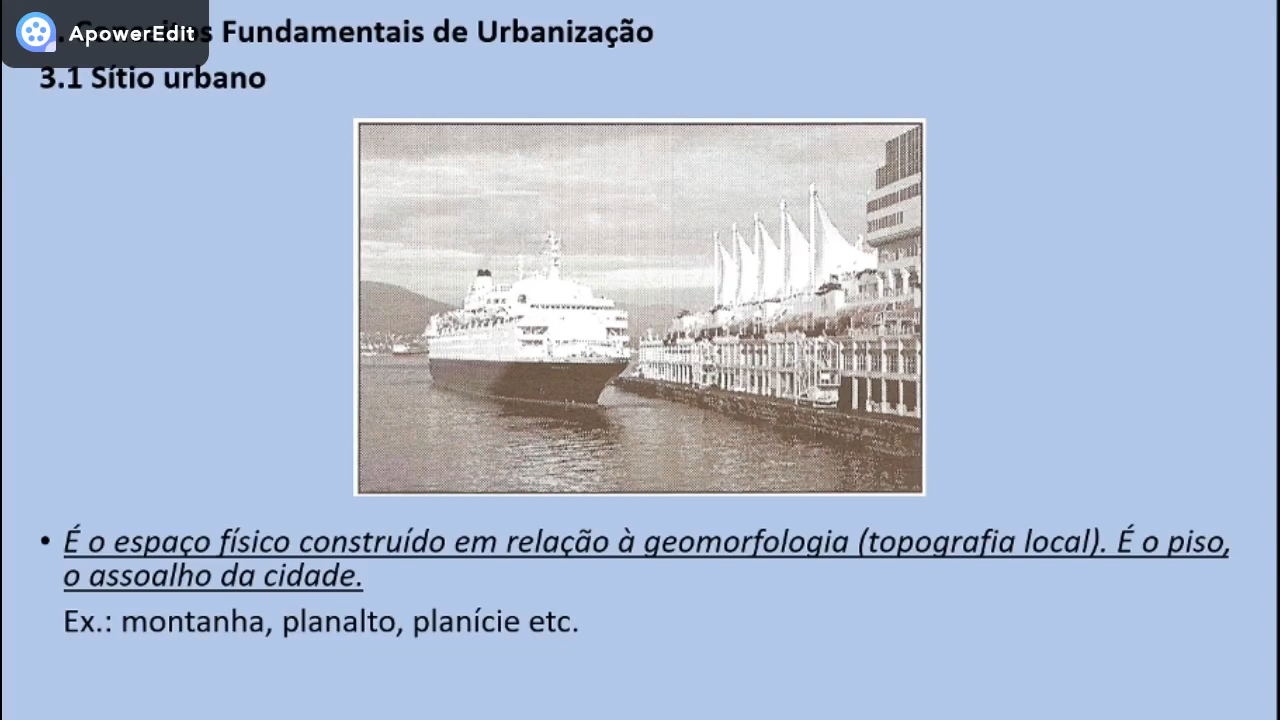 ApowerEdit
Fundamentais de Urbanização
3.1 Sítio urbano
• É o espaço físico construído em relação à geomorfologia (topografia local). É o piso,
o assoalho da cidade.
Ex.: montanha, planalto, planície etc.